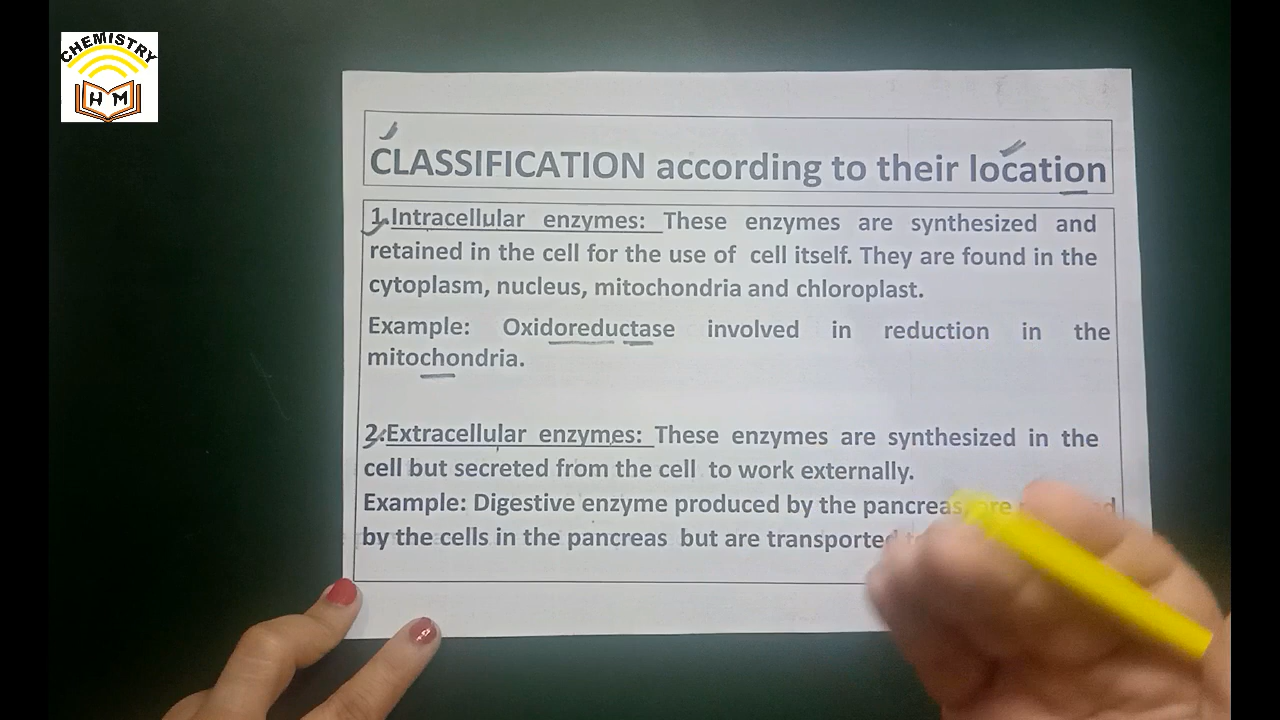 CHEMISTRY
H M
CLASSIFICATION according to their location
1.Intracellular enzymes: These enzymes are synthesized and
retained in the cell for the use of cell itself. They are found in the
cytoplasm, nucleus, mitochondria and chloroplast.
Example: Oxidoreductase involved in reduction in the
mitochondria.
2.Extracellular enzymes: These enzymes are synthesized in the
cell but secreted from the cell to work externally.
Example: Digestive enzyme produced by the pancreas, are
by the cells in the pancreas but are transported